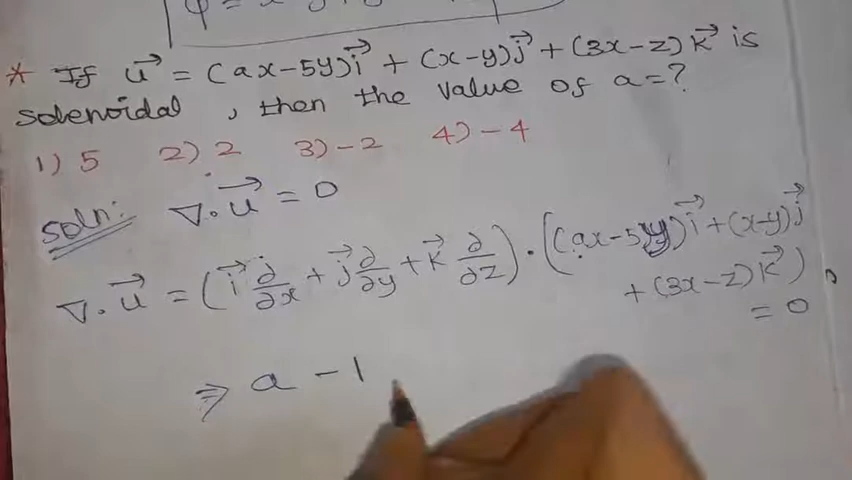 * If u⃗ = (ax-5y)i⃗ + (x-y)j⃗ + (3x-z)k⃗ is
solenoidal, then the value of a=?
1) 5 2) 2 3) -2 4) -4
Soln: ∇·u⃗ = 0
∇·u⃗ = (i⃗ ∂/∂x + j⃗ ∂/∂y + k⃗ ∂/∂z) · ((ax-5y)i⃗ + (x-y)j⃗
+ (3x-z)k⃗)
= 0
⇒ a - 1